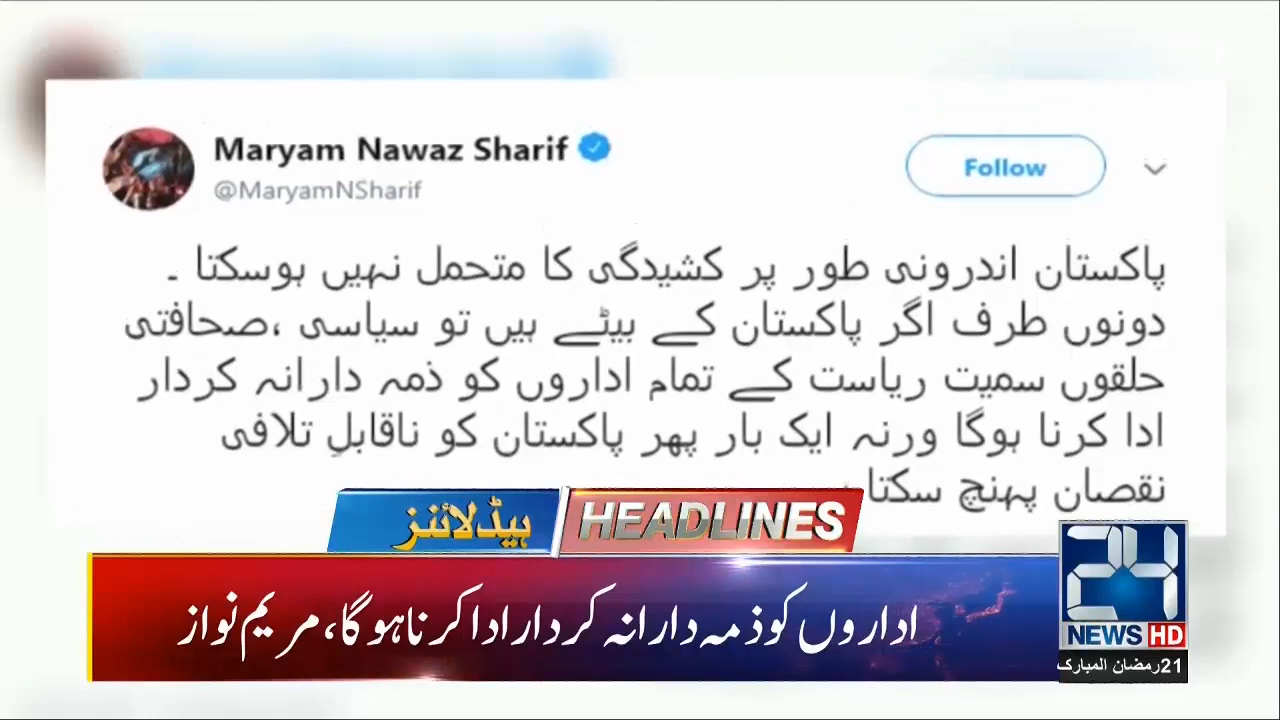 Maryam Nawaz Sharif
@MaryamNSharif
Follow
پاکستان اندرونی طور پر کشیدگی کا متحمل نہیں ہوسکتا ۔
دونوں طرف اگر پاکستان کے بیٹے ہیں تو سیاسی ،صحافتی
حلقوں سمیت ریاست کے تمام اداروں کو ذمہ دارانہ کردار
ادا کرنا ہوگا ورنہ ایک بار پھر پاکستان کو ناقابلِ تلافی
نقصان پہنچ سکتا
ہیڈلائنز
HEADLINES
اداروں کو ذمہ دارانہ کردار ادا کرنا ہوگا، مریم نواز
24
NEWS HD
21 رمضان المبارک